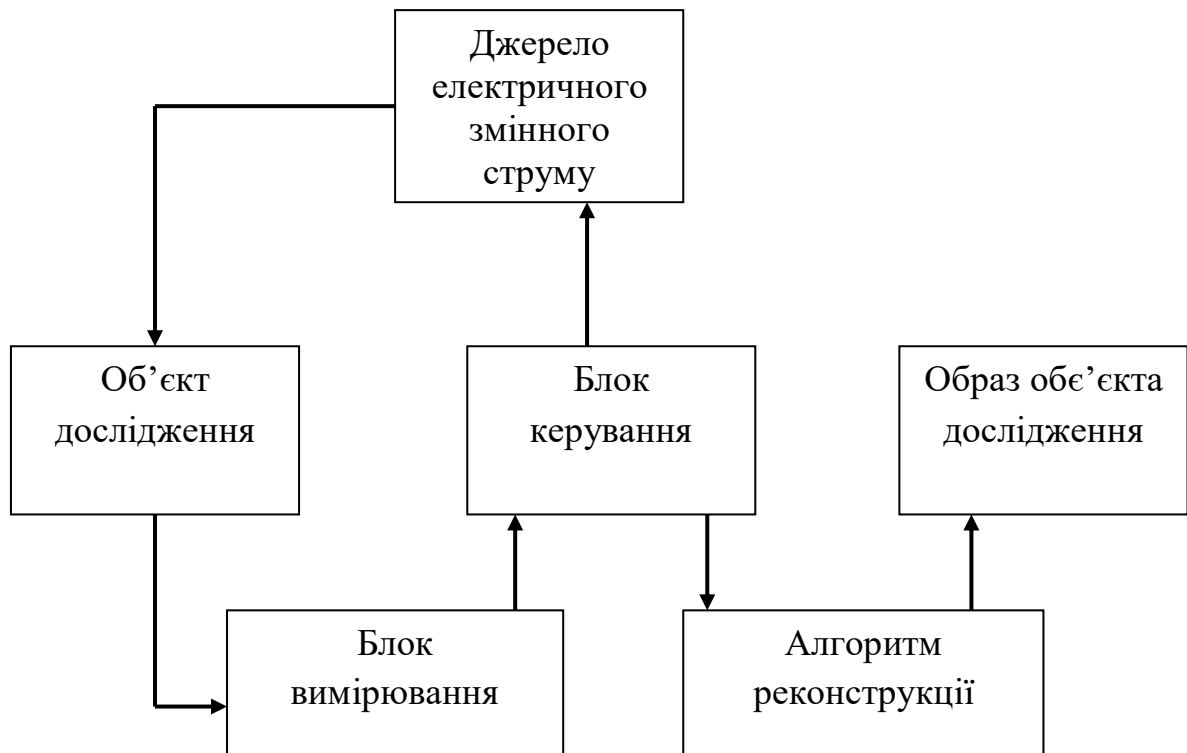 Джерело
електричного
змінного
струму
Об’єкт
дослідження
Блок
керування
Образ обє’єкта
дослідження
Блок
вимірювання
Алгоритм
реконструкції